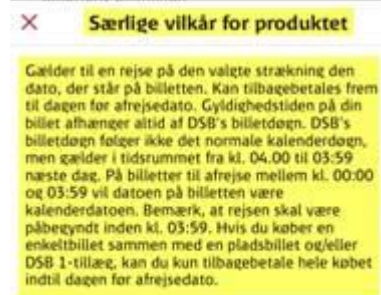 Særlige vilkår for produktet
Gælder til en rejse på den valgte strækning den
dato, der står på billetten. Kan tilbagebetales frem
til dagen før afrejsedato. Gyldighedstiden på din
billet afhænger altid af DSB's billetdøgn. DSB's
billetdøgn følger ikke det normale kalenderdøgn,
men gælder i tidsrummet fra kl. 04.00 til 03:59
næste dag. På billetter til afrejse mellem kl. 00:00
og 03:59 vil datoen på billetten være
kalenderdatoen. Bemærk, at rejsen skal være
påbegyndt inden kl. 03:59. Hvis du køber en
enkeltbillet sammen med en pladsbillet og/eller
DSB 1-tillæg, kan du kun tilbagebetale hele købet
indtil dagen før afrejsedato.